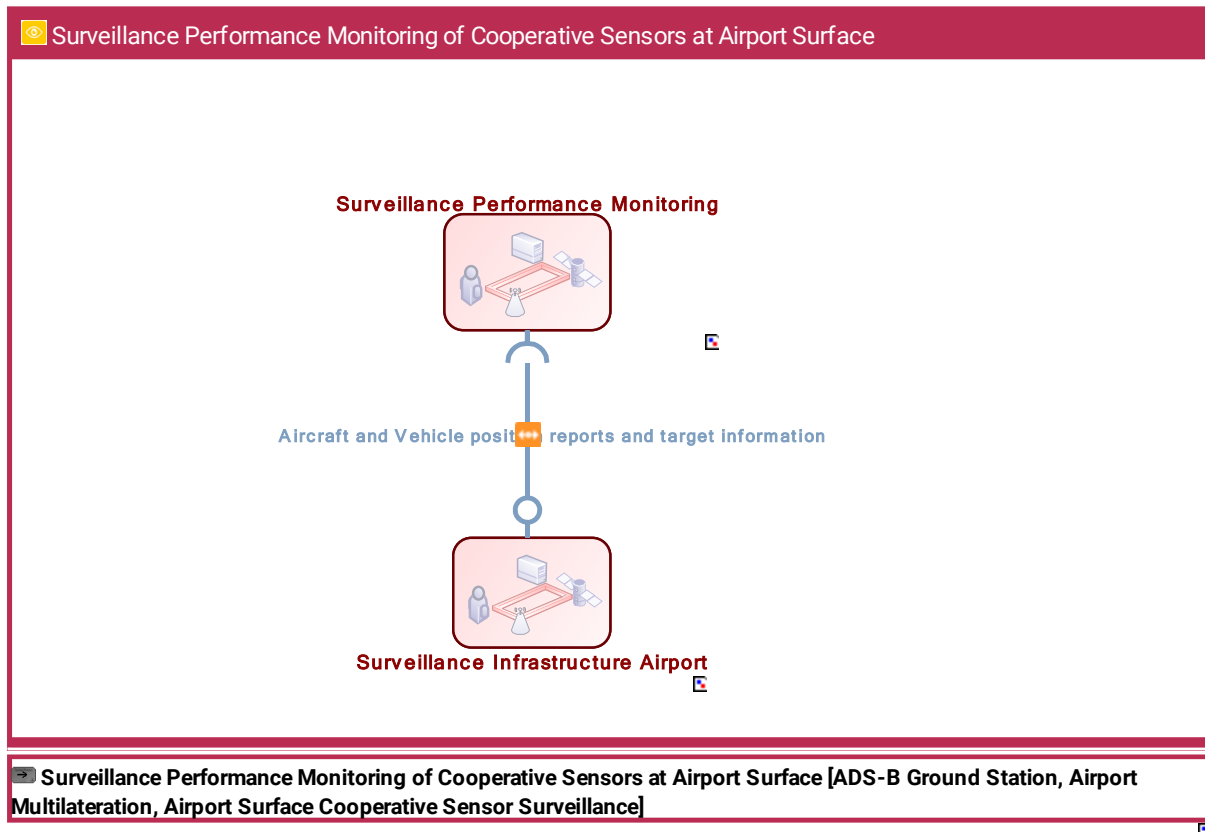 Surveillance Performance Monitoring of Cooperative Sensors at Airport Surface
Surveillance Performance Monitoring
Aircraft and Vehicle posit reports and target information
Surveillance Infrastructure Airport
Surveillance Performance Monitoring of Cooperative Sensors at Airport Surface [ADS-B Ground Station, Airport
Multilateration, Airport Surface Cooperative Sensor Surveillance]